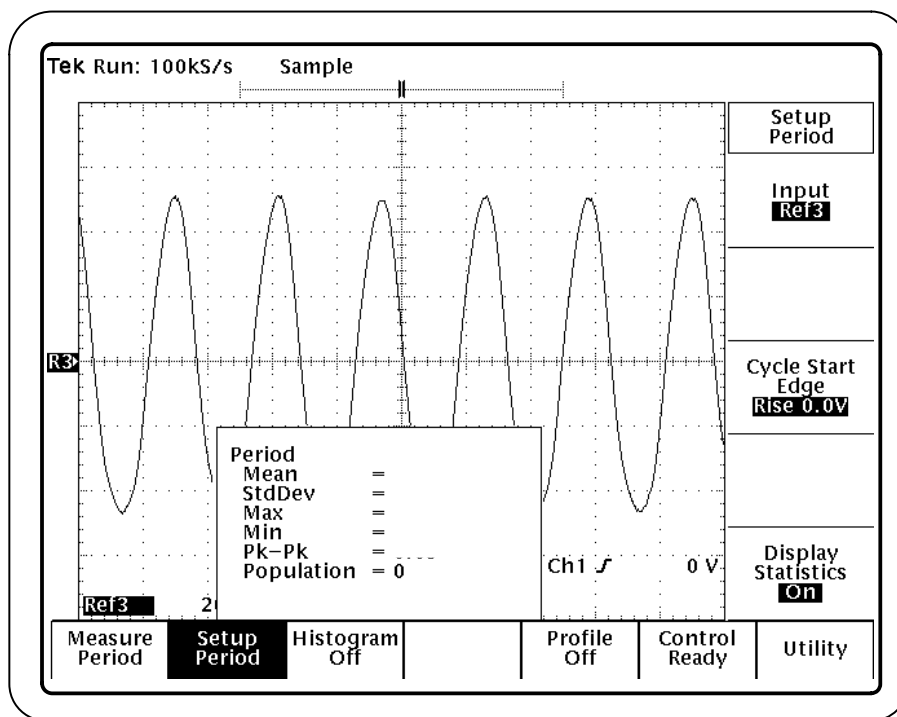 Tek Run: 100kS/s Sample
Setup
Period
Input
Ref3
R3
Cycle Start
Edge
Rise 0.0V
Period
Mean =
StdDev =
Max =
Min =
Pk-Pk = _ _ _ _
Population = 0
Ch1 0 V
Display
Statistics
On
Ref3
Measure
Period
Setup
Period
Histogram
Off
Profile
Off
Control
Ready
Utility